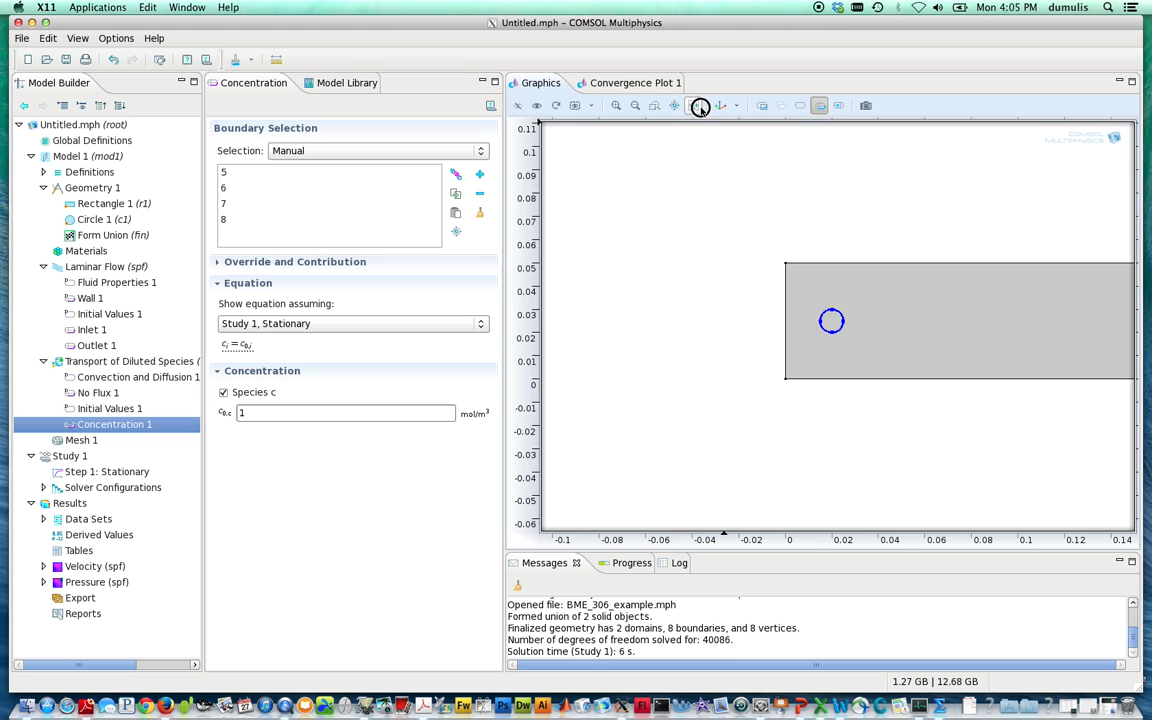 X11 Applications Edit Window Help
Mon 4:05 PM dumulis
Untitled.mph - COMSOL Multiphysics
File Edit View Options Help
Model Builder
Untitled.mph (root)
Global Definitions
Model 1 (mod1)
Definitions
Geometry 1
Rectangle 1 (r1)
Circle 1 (c1)
Form Union (fin)
Materials
Laminar Flow (spf)
Fluid Properties 1
Wall 1
Initial Values 1
Inlet 1
Outlet 1
Transport of Diluted Species (
Convection and Diffusion 1
No Flux 1
Initial Values 1
Concentration 1
Mesh 1
Study 1
Step 1: Stationary
Solver Configurations
Results
Data Sets
Derived Values
Tables
Velocity (spf)
Pressure (spf)
Export
Reports
Concentration Model Library
Boundary Selection
Selection: Manual
5
6
7
8
Override and Contribution
Equation
Show equation assuming:
Study 1, Stationary
ci = c0,i
Concentration
Species c
c0,c 1 mol/m³
Graphics Convergence Plot 1
COMSOL
MULTIPHYSICS
0.11
0.1
0.09
0.08
0.07
0.06
0.05
0.04
0.03
0.02
0.01
0
-0.01
-0.02
-0.03
-0.04
-0.05
-0.06
-0.1 -0.08 -0.06 -0.04 -0.02 0 0.02 0.04 0.06 0.08 0.1 0.12 0.14
Messages Progress Log
Opened file: BME_306_example.mph
Formed union of 2 solid objects.
Finalized geometry has 2 domains, 8 boundaries, and 8 vertices.
Number of degrees of freedom solved for: 40086.
Solution time (Study 1): 6 s.
1.27 GB | 12.68 GB